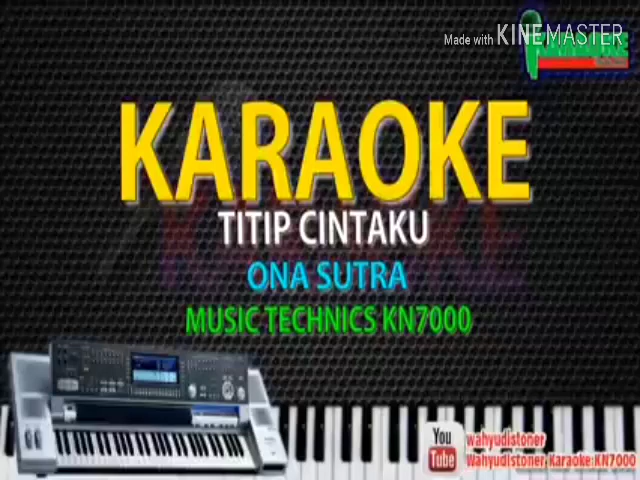 Made with KINEMASTER
KARAOKE
TITIP CINTAKU
ONA SUTRA
MUSIC TECHNICS KN7000
You Tube
wahyudistoner
Wahyudistoner Karaoke:KN7000